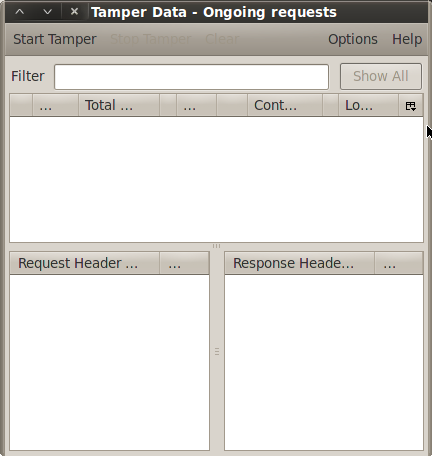 Tamper Data - Ongoing requests
Start Tamper Stop Tamper Clear Options Help
Filter Show All
... Total ... ... Cont... Lo...
Request Header ... ... Response Heade... ...